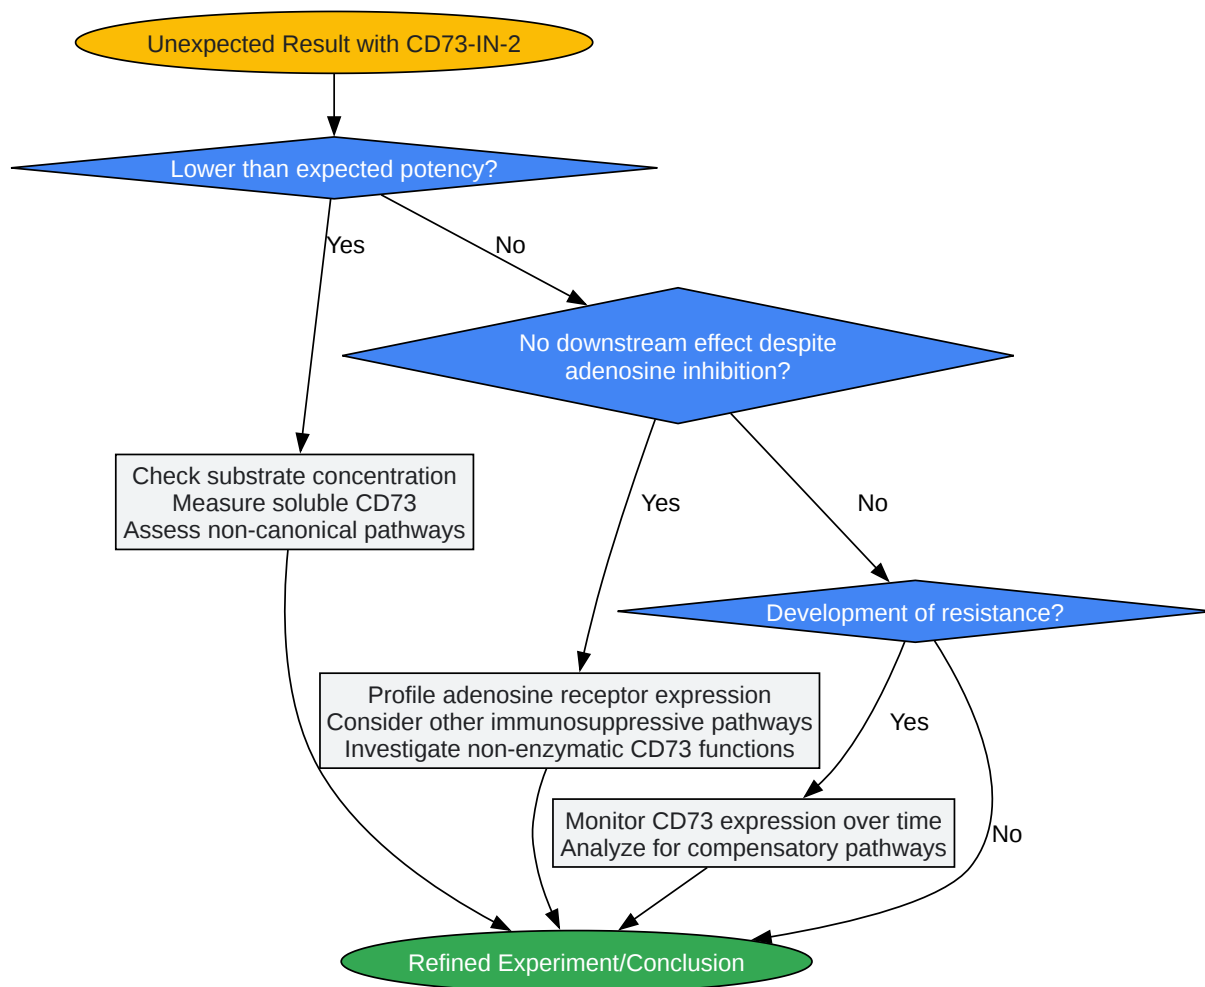 Unexpected Result with CD73-IN-2
Lower than expected potency?
Yes
No
No downstream effect despite
adenosine inhibition?
Check substrate concentration
Measure soluble CD73
Assess non-canonical pathways
Yes
No
Development of resistance?
Profile adenosine receptor expression
Consider other immunosuppressive pathways
Investigate non-enzymatic CD73 functions
Yes
Monitor CD73 expression over time
Analyze for compensatory pathways
No
Refined Experiment/Conclusion